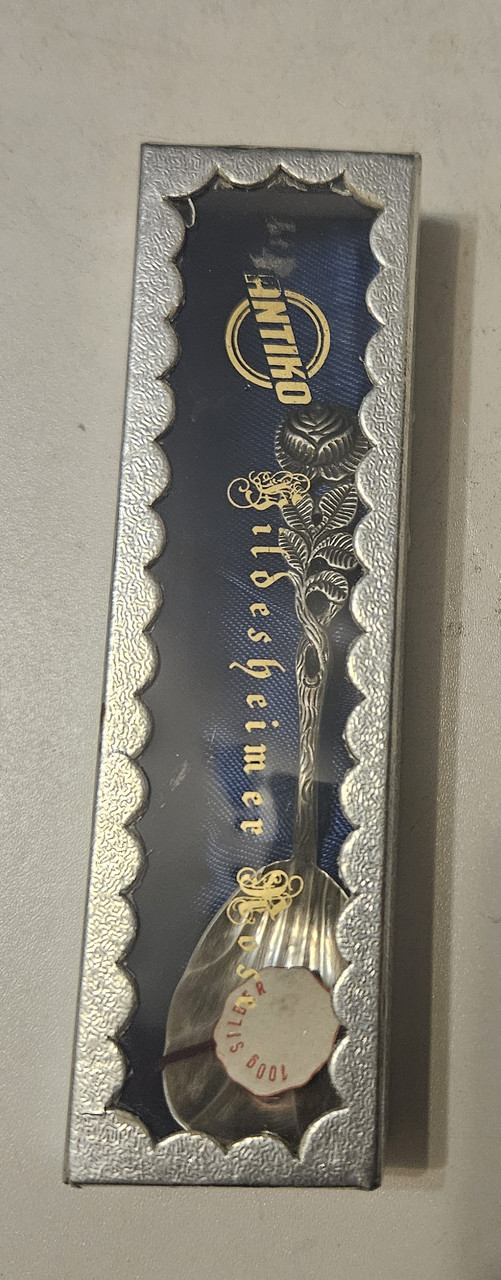 ANTIKO
Hildesheimer Rose
100g SILBER